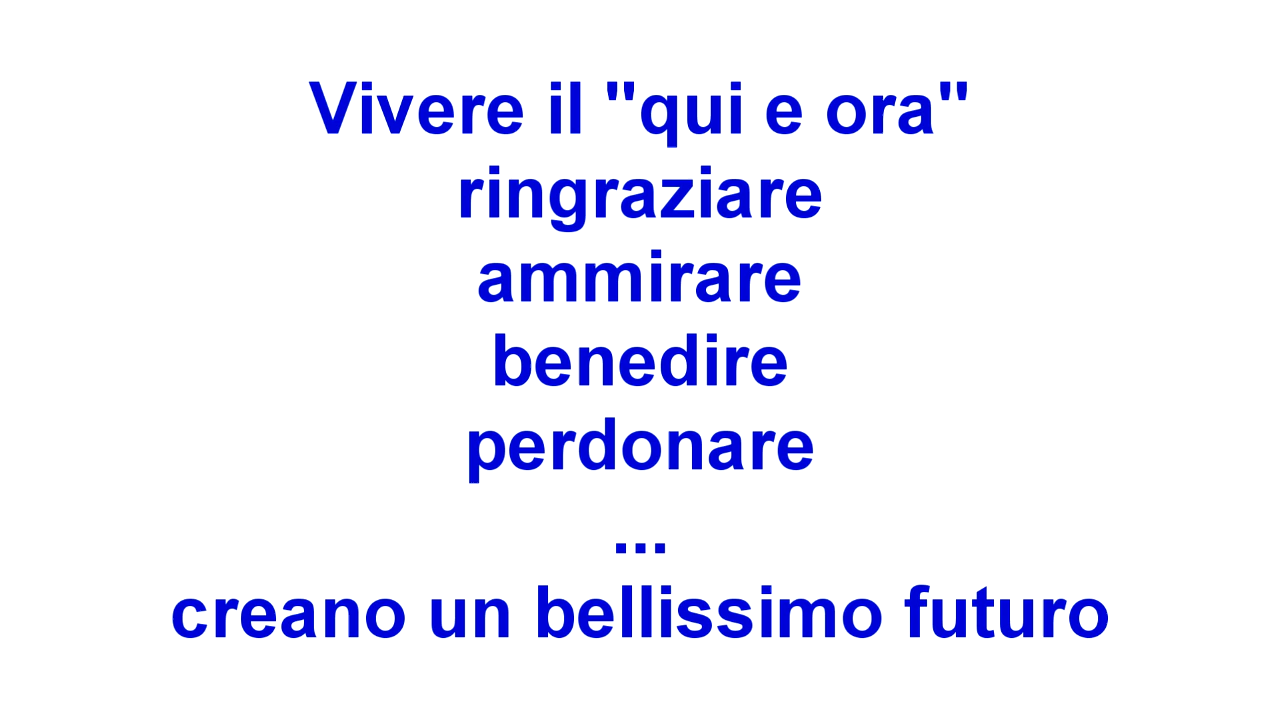 Vivere il "qui e ora"
ringraziare
ammirare
benedire
perdonare
...
creano un bellissimo futuro